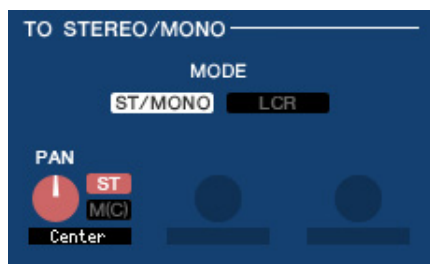 TO STEREO/MONO
MODE
ST/MONO LCR
PAN
ST
M(C)
Center